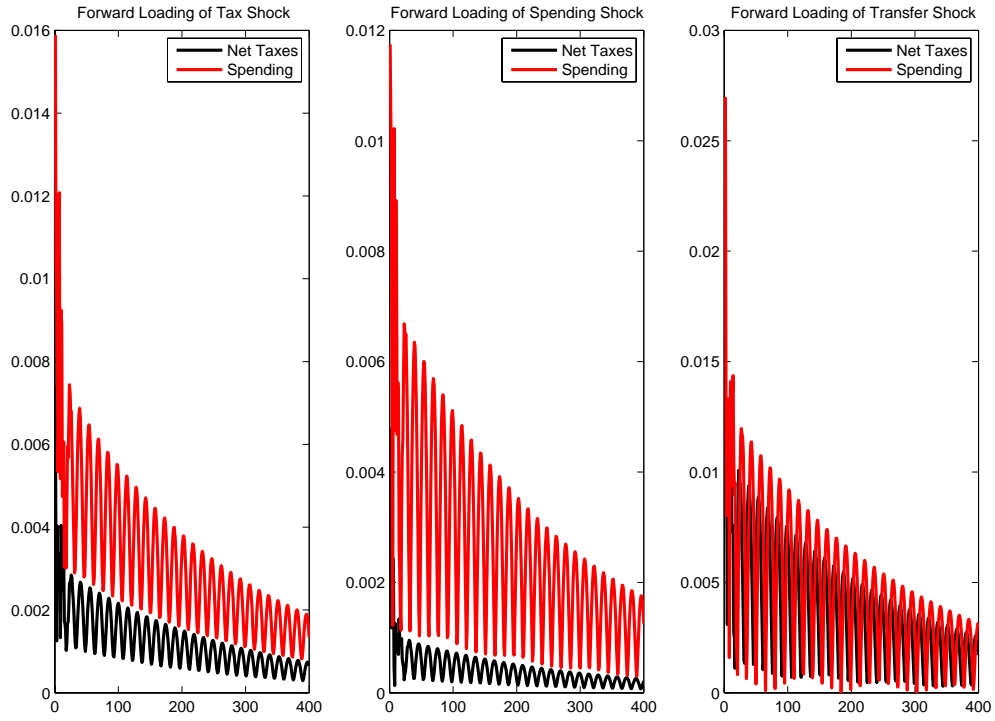 Forward Loading of Tax Shock
Net Taxes
Spending
0.016
0.014
0.012
0.01
0.008
0.006
0.004
0.002
0
0 100 200 300 400
Forward Loading of Spending Shock
Net Taxes
Spending
0.012
0.01
0.008
0.006
0.004
0.002
0
0 100 200 300 400
Forward Loading of Transfer Shock
Net Taxes
Spending
0.03
0.025
0.02
0.015
0.01
0.005
0
0 100 200 300 400